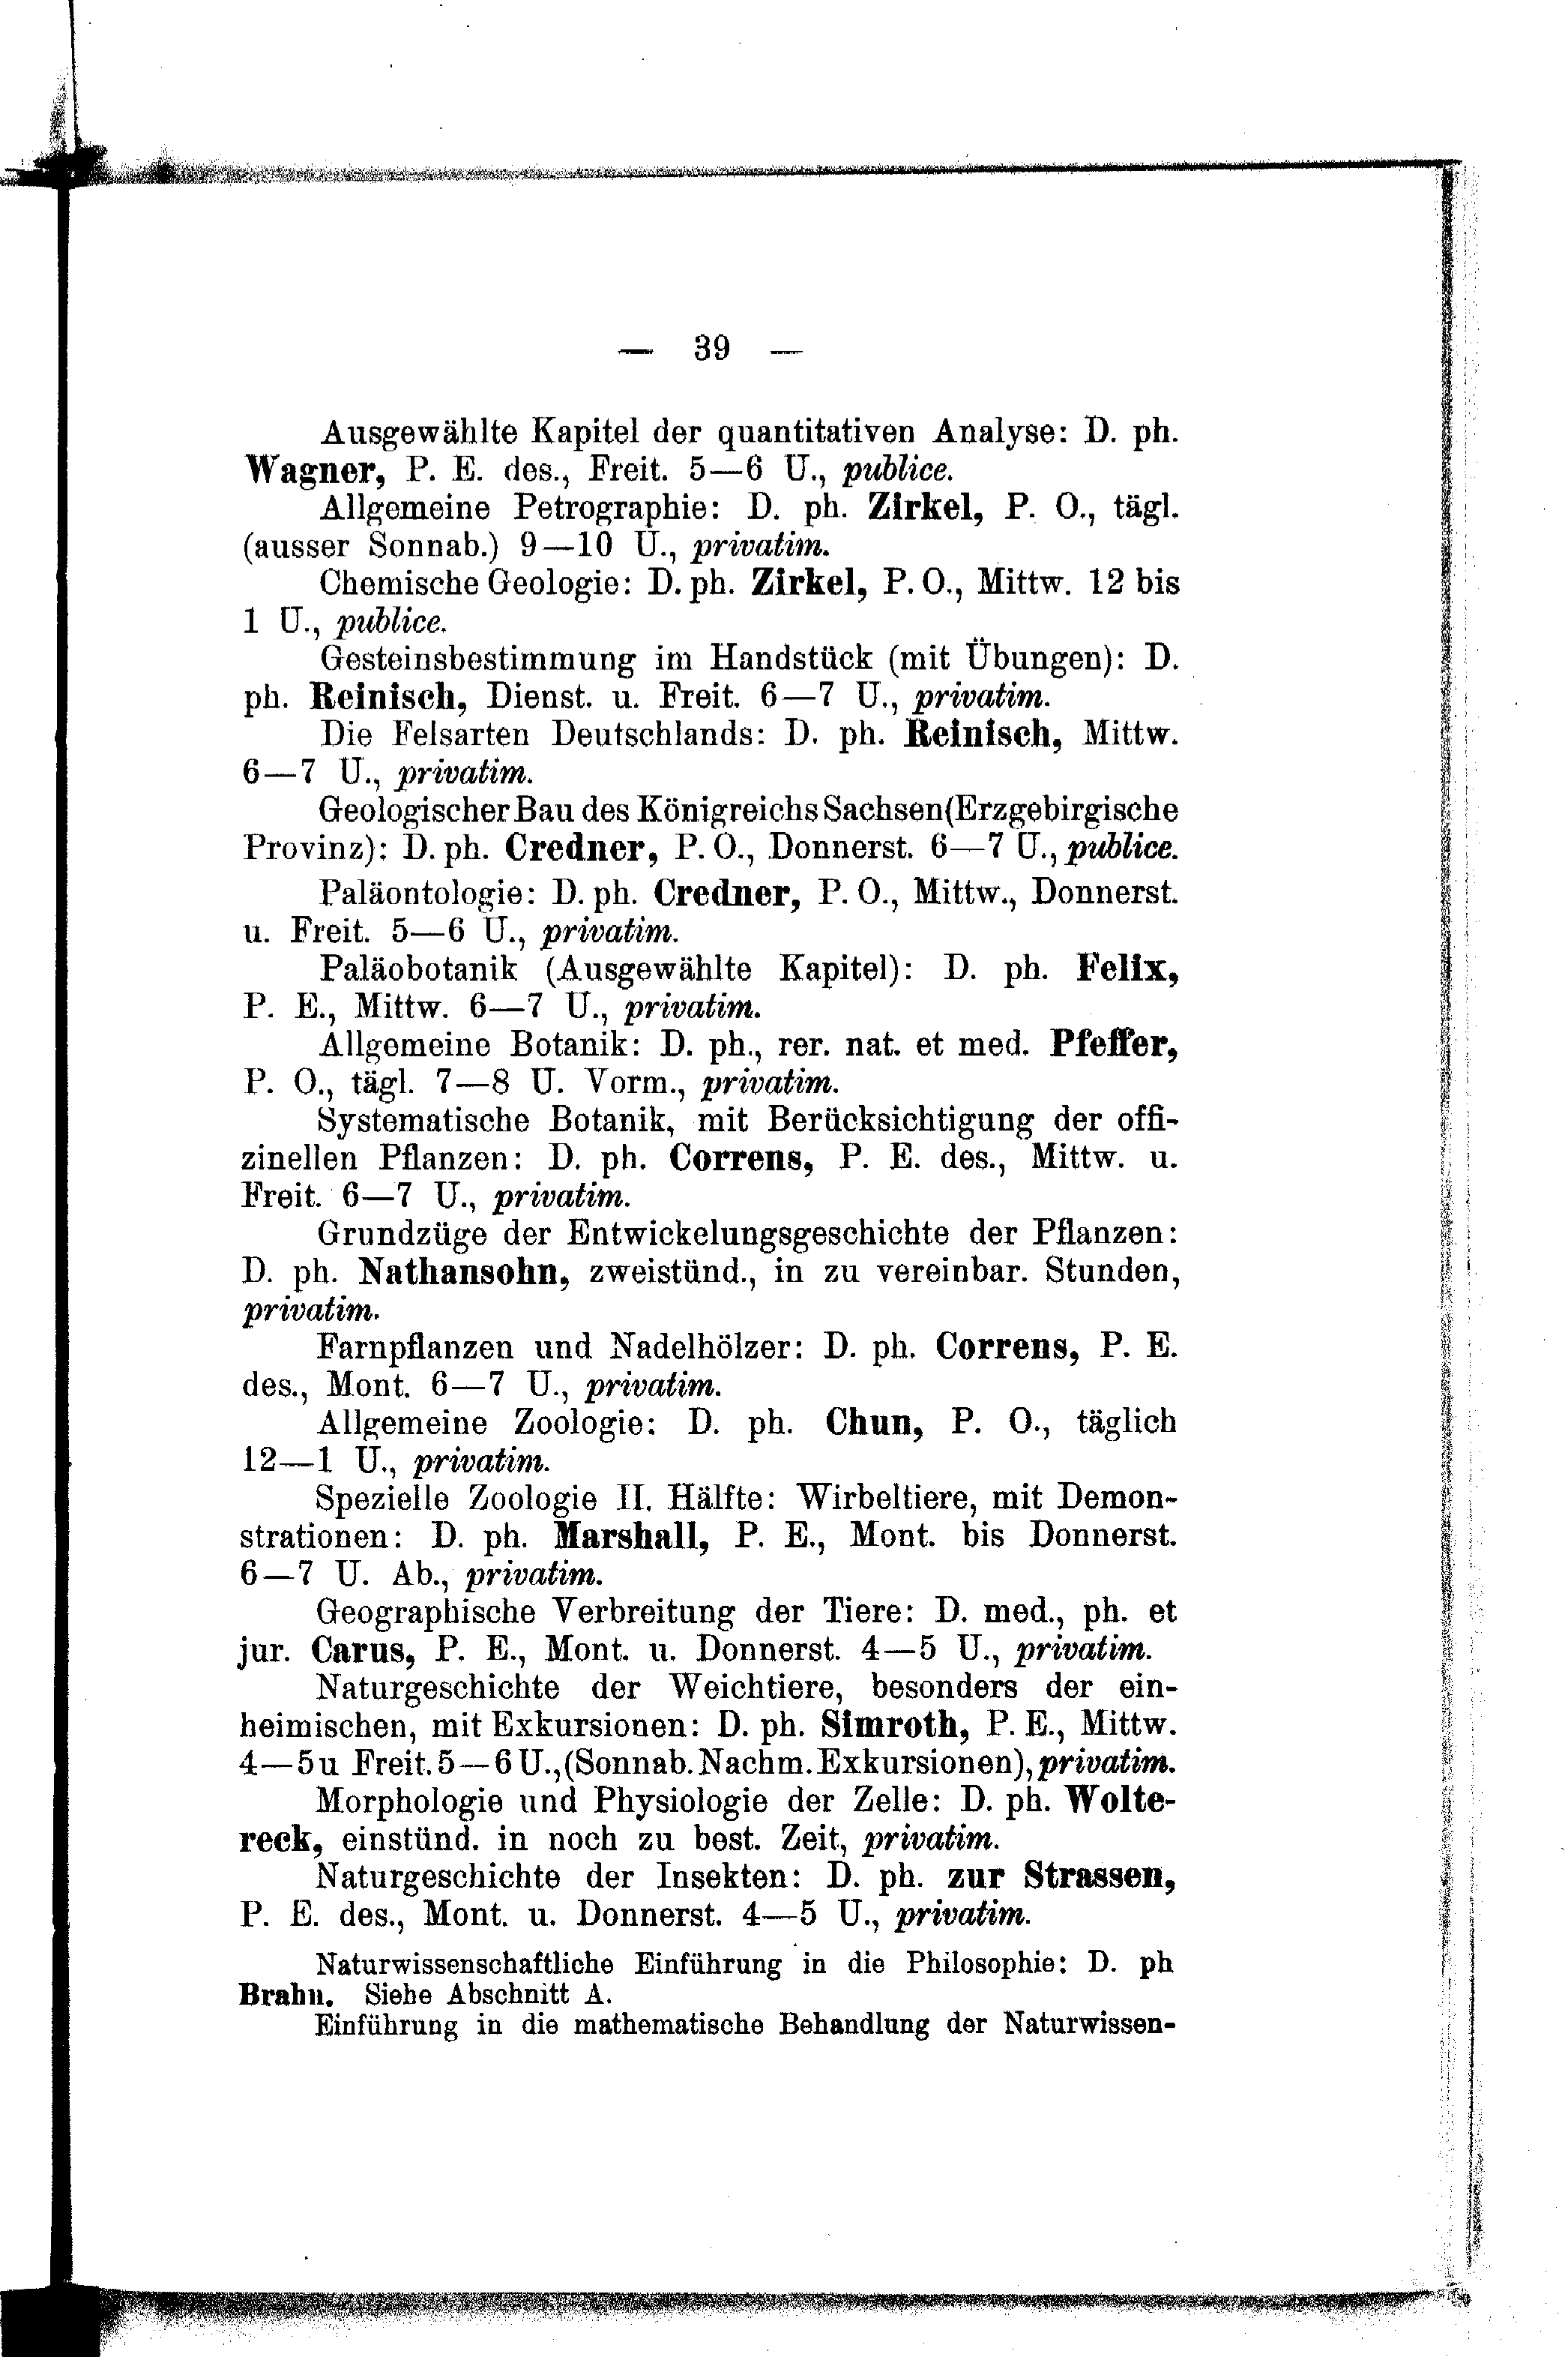 — 39 —
Ausgewählte Kapitel der quantitativen Analyse: D. ph.
Wagner, P. E. des., Freit. 5—6 U., publice.
Allgemeine Petrographie: D. ph. Zirkel, P. O., tägl.
(ausser Sonnab.) 9—10 U., privatim.
Chemische Geologie: D. ph. Zirkel, P. O., Mittw. 12 bis
1 U., publice.
Gesteinsbestimmung im Handstück (mit Übungen): D.
ph. Reinisch, Dienst. u. Freit. 6—7 U., privatim.
Die Felsarten Deutschlands: D. ph. Reinisch, Mittw.
6—7 U., privatim.
Geologischer Bau des Königreichs Sachsen (Erzgebirgische
Provinz): D. ph. Credner, P. O., Donnerst. 6—7 U., publice.
Paläontologie: D. ph. Credner, P. O., Mittw., Donnerst.
u. Freit. 5—6 U., privatim.
Paläobotanik (Ausgewählte Kapitel): D. ph. Felix,
P. E., Mittw. 6—7 U., privatim.
Allgemeine Botanik: D. ph., rer. nat. et med. Pfeffer,
P. O., tägl. 7—8 U. Vorm., privatim.
Systematische Botanik, mit Berücksichtigung der offi-
zinellen Pflanzen: D. ph. Correns, P. E. des., Mittw. u.
Freit. 6—7 U., privatim.
Grundzüge der Entwickelungsgeschichte der Pflanzen:
D. ph. Nathansohn, zweistünd., in zu vereinbar. Stunden,
privatim.
Farnpflanzen und Nadelhölzer: D. ph. Correns, P. E.
des., Mont. 6—7 U., privatim.
Allgemeine Zoologie: D. ph. Chun, P. O., täglich
12—1 U., privatim.
Spezielle Zoologie II. Hälfte: Wirbeltiere, mit Demon-
strationen: D. ph. Marshall, P. E., Mont. bis Donnerst.
6—7 U. Ab., privatim.
Geographische Verbreitung der Tiere: D. med., ph. et
jur. Carus, P. E., Mont. u. Donnerst. 4—5 U., privatim.
Naturgeschichte der Weichtiere, besonders der ein-
heimischen, mit Exkursionen: D. ph. Simroth, P. E., Mittw.
4—5 u Freit. 5—6 U., (Sonnab. Nachm. Exkursionen), privatim.
Morphologie und Physiologie der Zelle: D. ph. Wolte-
reck, einstünd. in noch zu best. Zeit, privatim.
Naturgeschichte der Insekten: D. ph. zur Strassen,
P. E. des., Mont. u. Donnerst. 4—5 U., privatim.
Naturwissenschaftliche Einführung in die Philosophie: D. ph
Brahn. Siehe Abschnitt A.
Einführung in die mathematische Behandlung der Naturwissen-